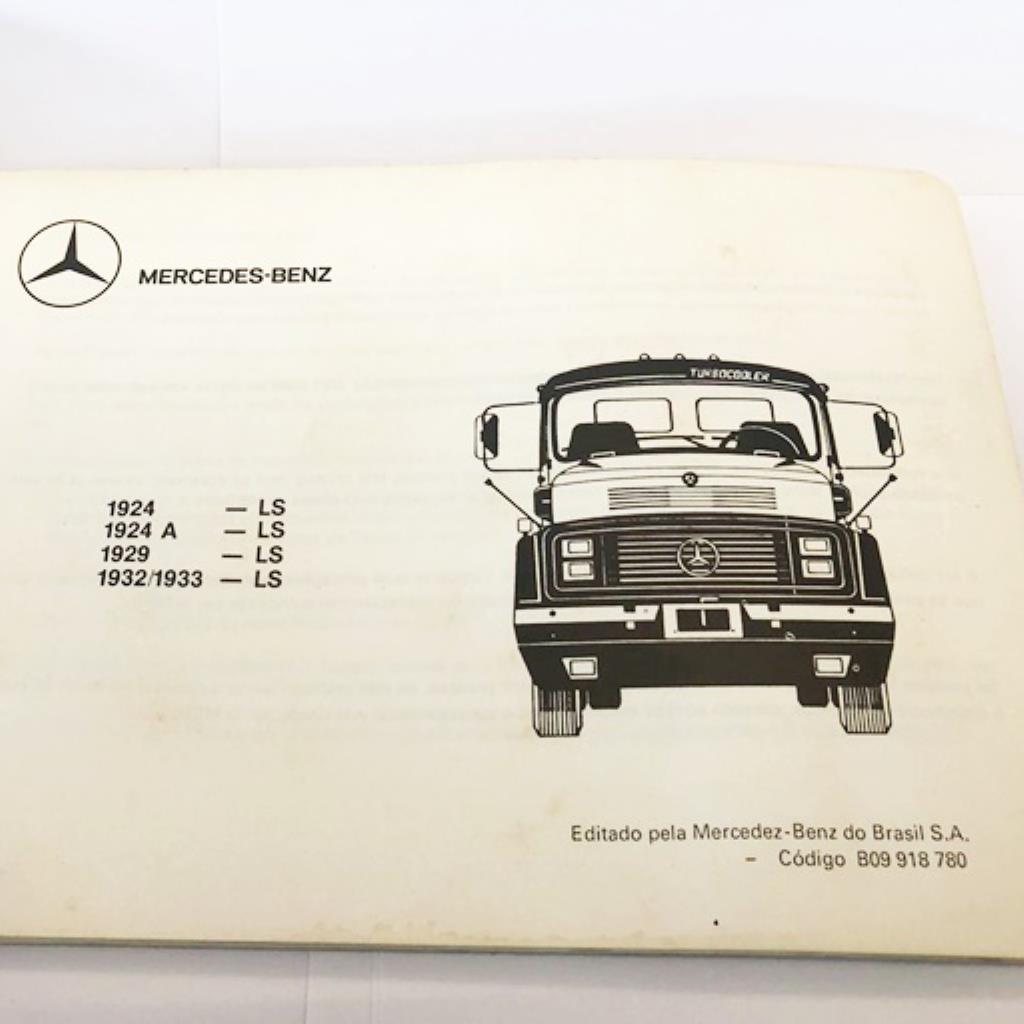 MERCEDES-BENZ
TURBOCOOLER
1924 — LS
1924 A — LS
1929 — LS
1932/1933 — LS
Editado pela Mercedez-Benz do Brasil S.A.
— Código B09 918 780